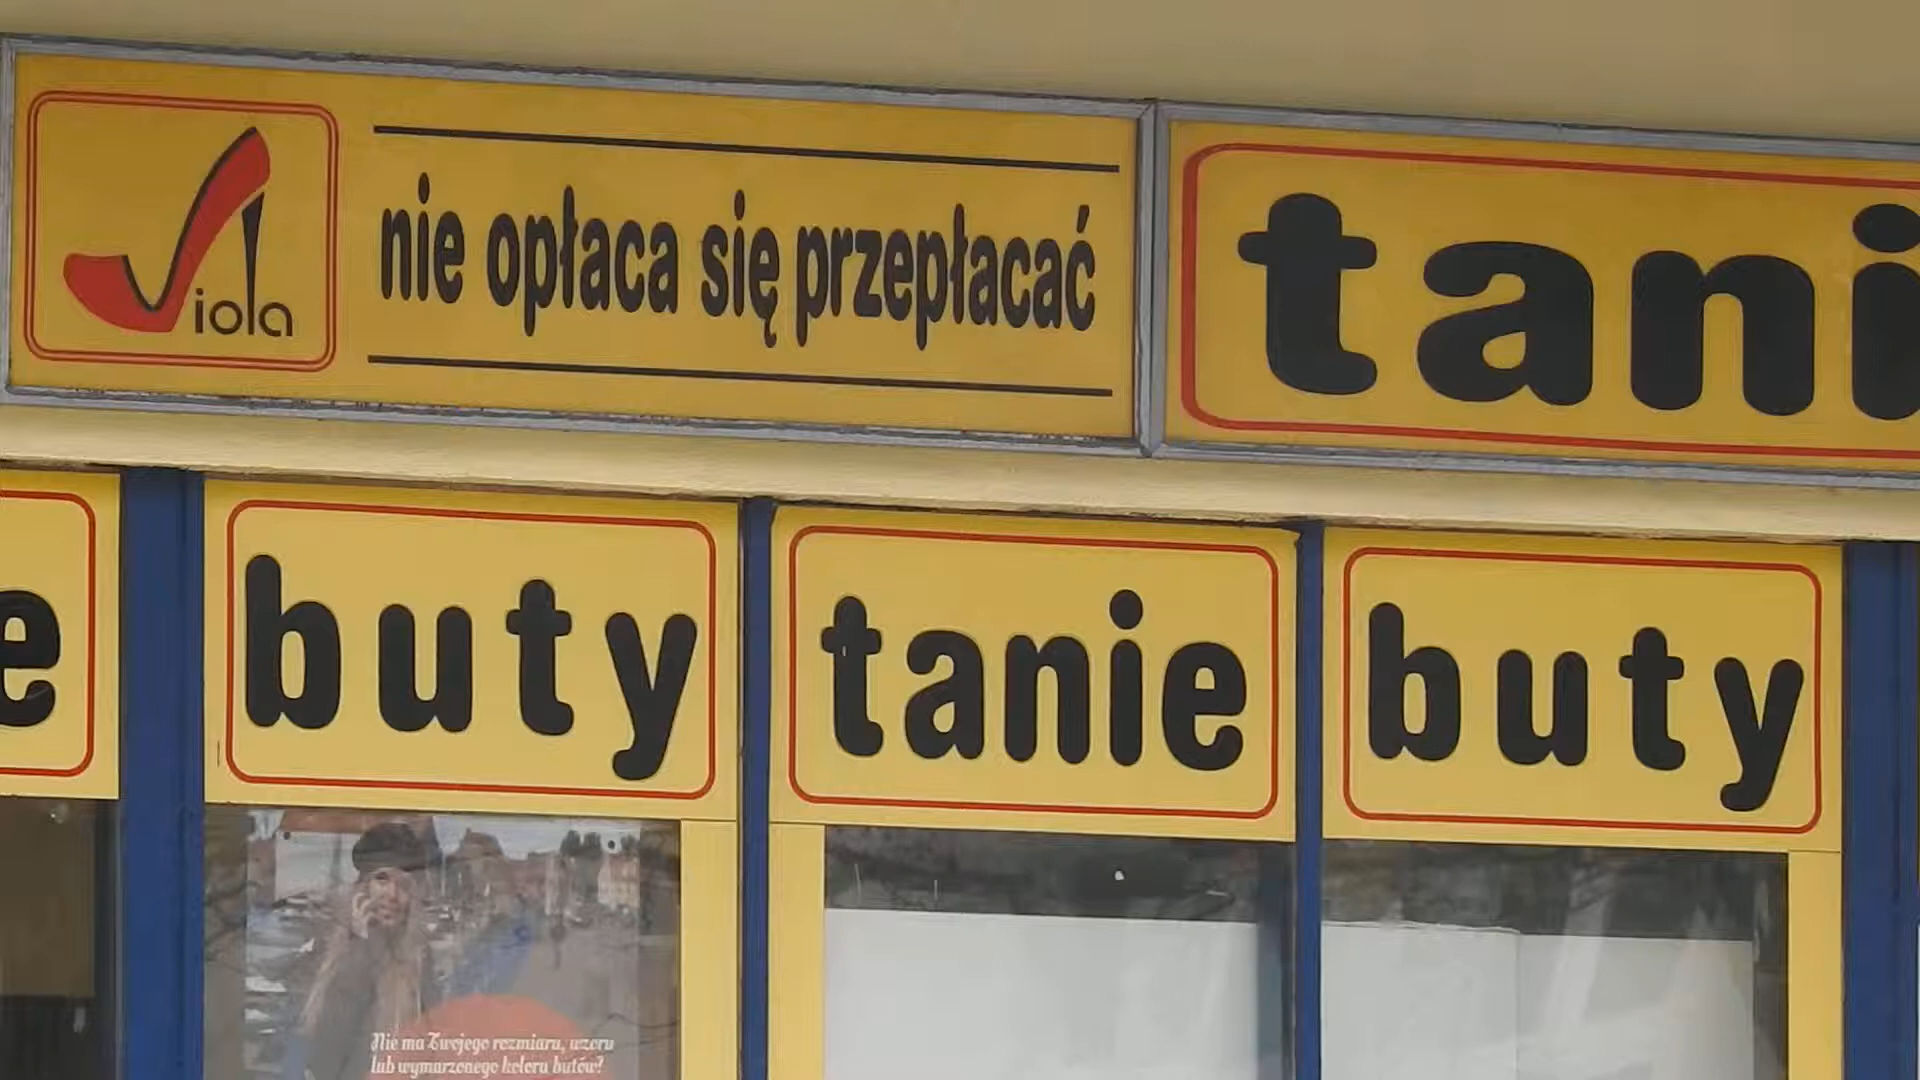 Viola
nie opłaca się przepłacać
tani
e
buty
tanie
buty
Nie ma Twojego rozmiaru, wzoru
lub wymarzonego koloru butów?